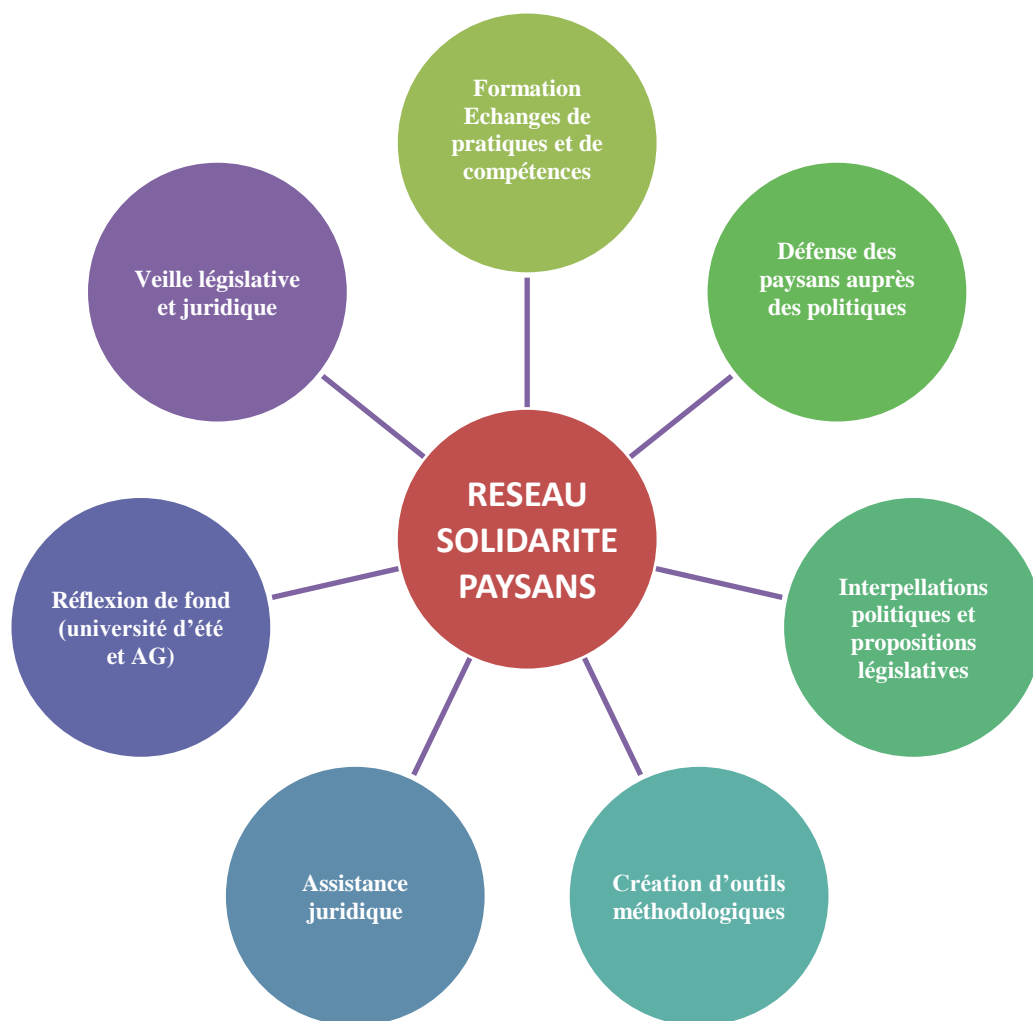 Formation
Echanges de
pratiques et de
compétences
Défense des
paysans auprès
des politiques
Veille législative
et juridique
RESEAU
SOLIDARITE
PAYSANS
Interpellations
politiques et
propositions
législatives
Réflexion de fond
(université d’été
et AG)
Assistance
juridique
Création d’outils
méthodologiques